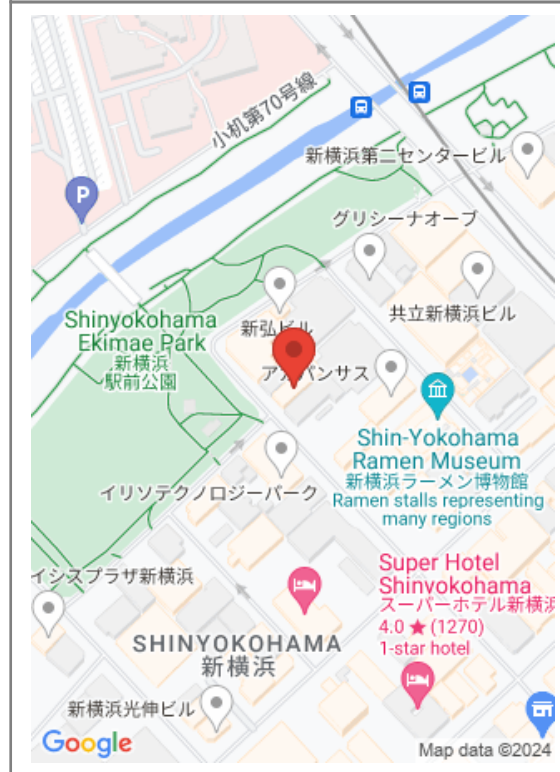 小机第70号線
P
新横浜第二センタービル
グリシーナオーブ
Shinyokohama
Ekimae Park
新横浜
駅前公園
新弘ビル
共立新横浜ビル
バンサス
Shin-Yokohama
Ramen Museum
新横浜ラーメン博物館
Ramen stalls representing
many regions
イリソテクノロジーパーク
イシスプラザ新横浜
Super Hotel
Shinyokohama
スーパーホテル新横浜
4.0 ★ (1270)
1-star hotel
SHINYOKOHAMA
新横浜
新横浜光伸ビル
Google
Map data ©2024